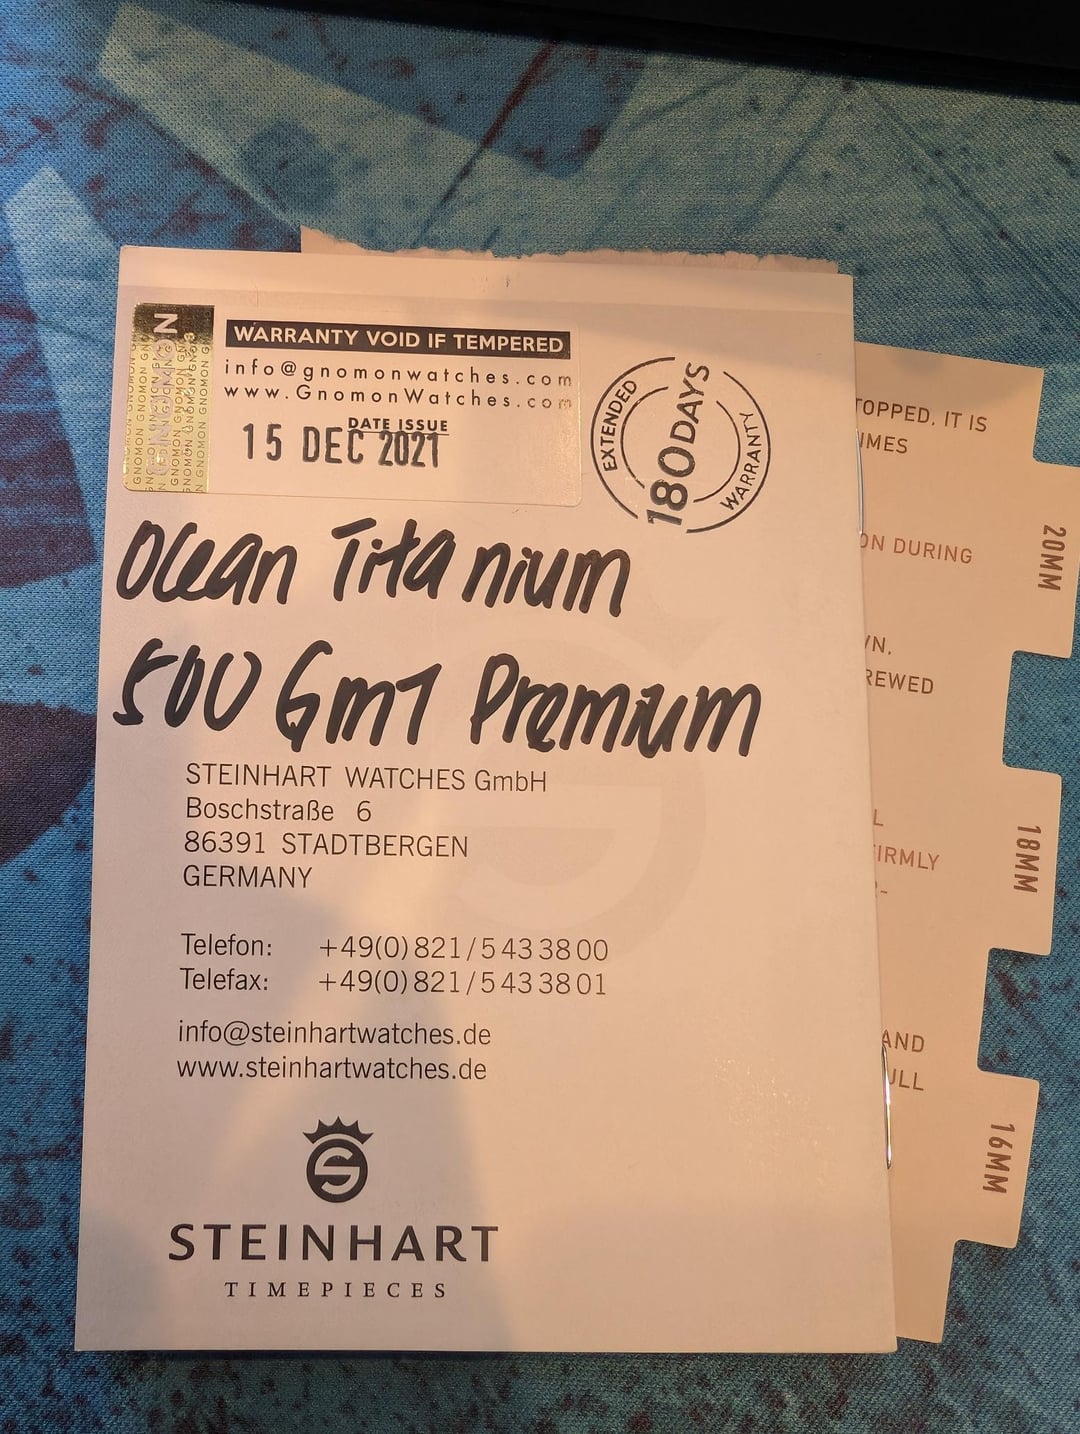 GNOMON
WARRANTY VOID IF TEMPERED
info@gnomonwatches.com
www.GnomonWatches.com
DATE ISSUE
15 DEC 2021
EXTENDED
180DAYS
WARRANTY
Ocean Titanium
500 GMT Premium
STEINHART WATCHES GmbH
Boschstraße 6
86391 STADTBERGEN
GERMANY
Telefon: +49(0)821/5433800
Telefax: +49(0)821/5433801
info@steinhartwatches.de
www.steinhartwatches.de
S
STEINHART
TIMEPIECES
TOPPED, IT IS
IMES
ON DURING
WN,
REWED
L
FIRMLY
AND
ULL
20MM
18MM
16MM